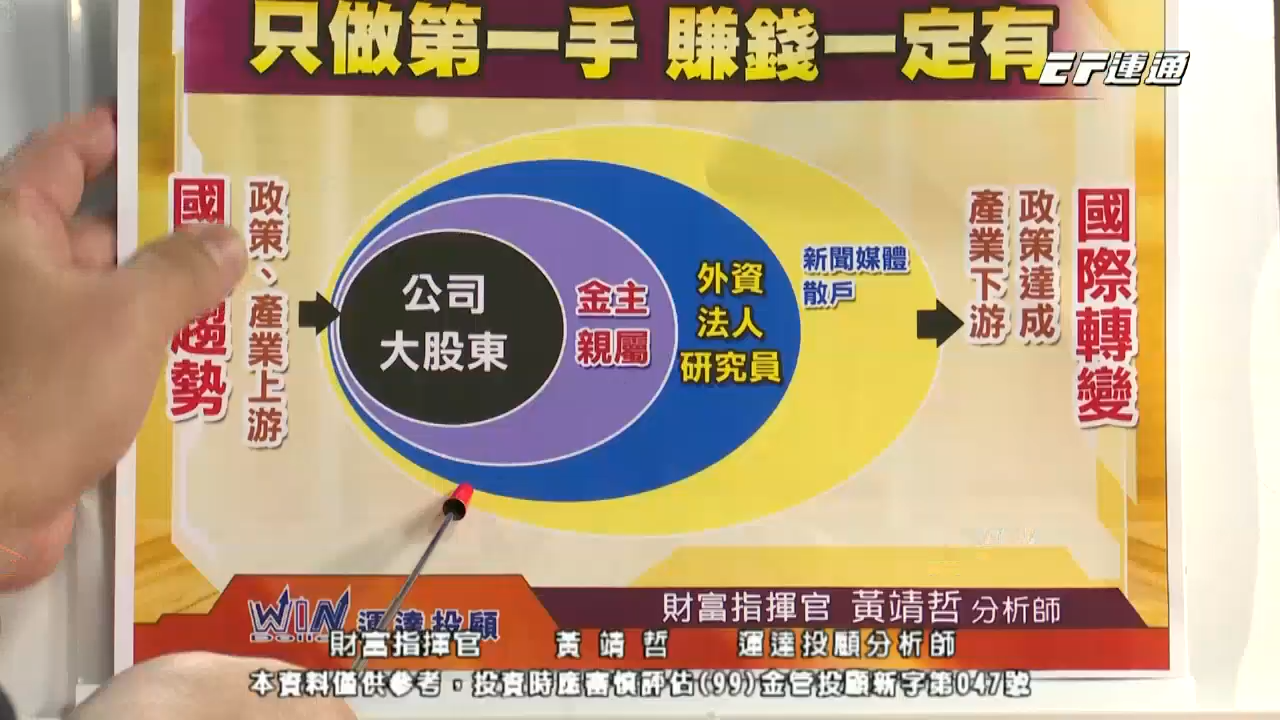 只做第一手 賺錢一定有
EF運通
國
趨勢
政策、產業上游
公司
大股東
金主
親屬
外資
法人
研究員
新聞媒體
散戶
產業下游
政策達成
國際轉變
WIN
運達投顧
財富指揮官 黃靖哲 分析師
財富指揮官 黃靖哲 運達投顧分析師
本資料僅供參考，投資時應審慎評估(99)金管投顧新字第047號